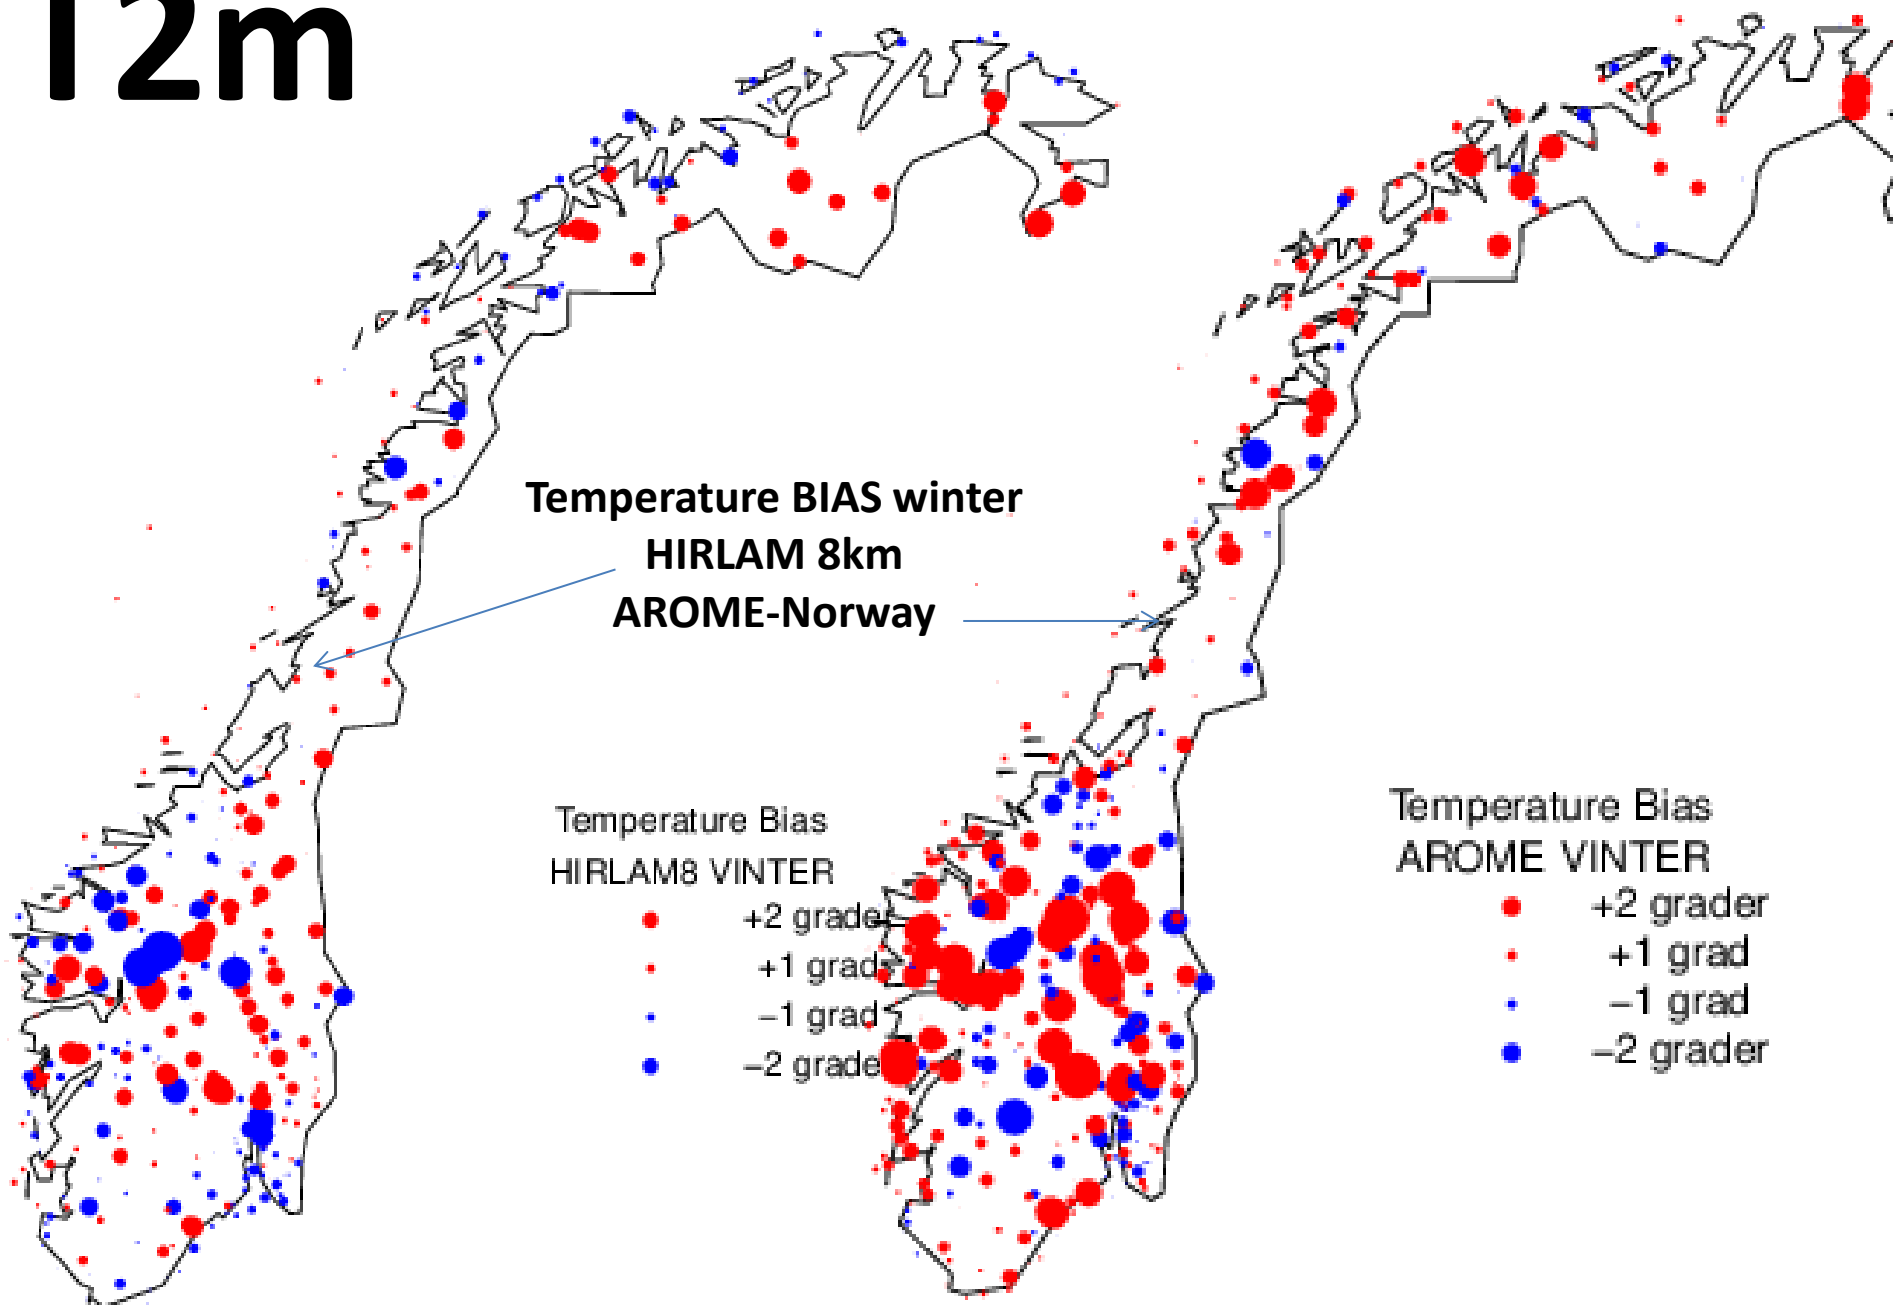 T2m
Temperature BIAS winter
HIRLAM 8km
AROME-Norway
Temperature Bias
HIRLAM8 VINTER
+2 grader
+1 grad
−1 grad
−2 grade
Temperature Bias
AROME VINTER
+2 grader
+1 grad
−1 grad
−2 grader